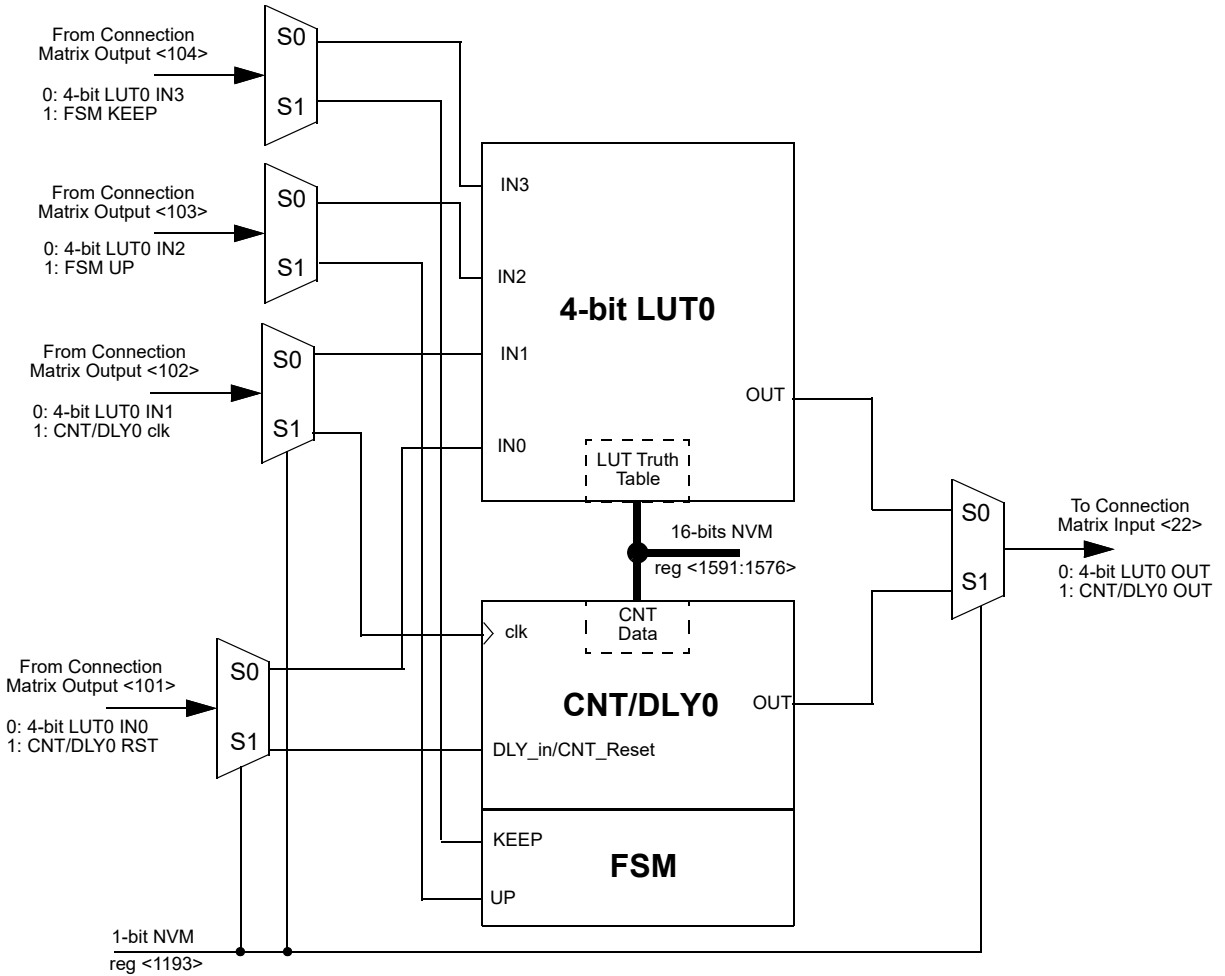 From Connection
Matrix Output <104>
0: 4-bit LUT0 IN3
1: FSM KEEP
S0
S1
From Connection
Matrix Output <103>
0: 4-bit LUT0 IN2
1: FSM UP
S0
S1
From Connection
Matrix Output <102>
0: 4-bit LUT0 IN1
1: CNT/DLY0 clk
S0
S1
From Connection
Matrix Output <101>
0: 4-bit LUT0 IN0
1: CNT/DLY0 RST
S0
S1
IN3
IN2
IN1
IN0
4-bit LUT0
OUT
LUT Truth
Table
16-bits NVM
reg <1591:1576>
CNT
Data
clk
CNT/DLY0
OUT
DLY_in/CNT_Reset
KEEP
FSM
UP
S0
S1
To Connection
Matrix Input <22>
0: 4-bit LUT0 OUT
1: CNT/DLY0 OUT
1-bit NVM
reg <1193>